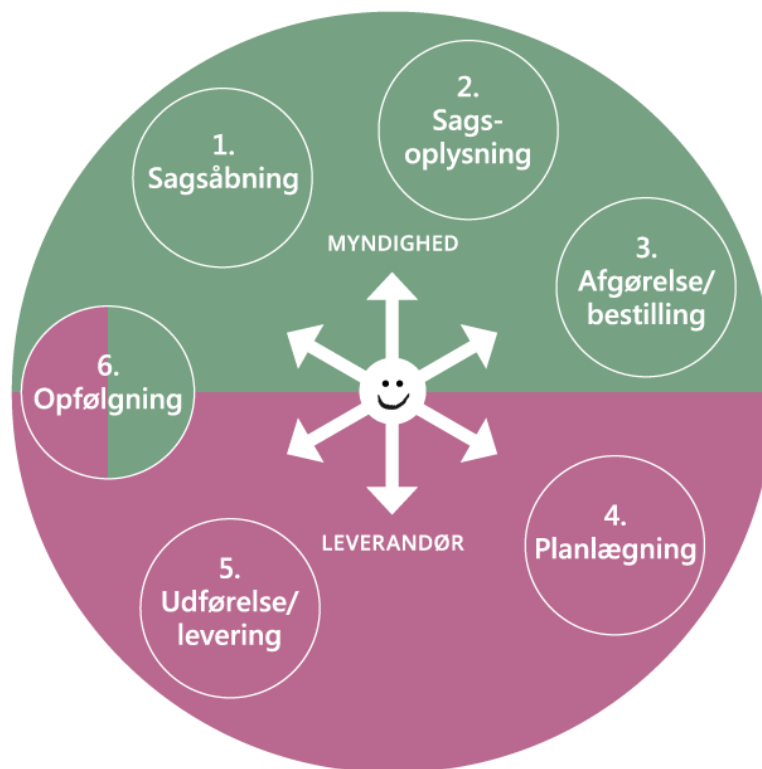 1.
Sagsåbning
2.
Sags-
oplysning
MYNDIGHED
3.
Afgørelse/
bestilling
6.
Opfølgning
LEVERANDØR
4.
Planlægning
5.
Udførelse/
levering